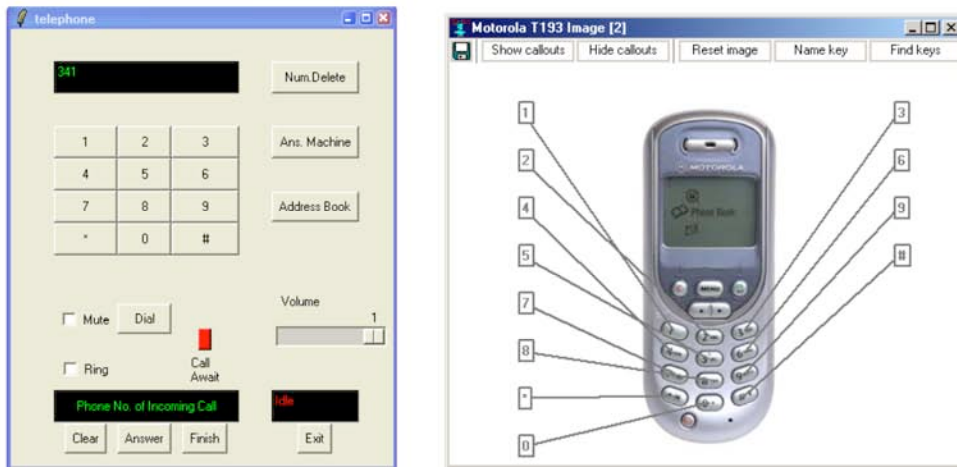 telephone
341
Num.Delete
1 2 3
Ans. Machine
4 5 6
7 8 9
Address Book
* 0 #
Volume
1
Mute
Dial
Ring
Call
Await
Phone No. of Incoming Call
Idle
Clear
Answer
Finish
Exit
Motorola T193 Image [2]
Show callouts
Hide callouts
Reset image
Name key
Find keys
1
2
4
5
7
8
*
0
3
6
9
#
MOTOROLA
Phone Book
MENU